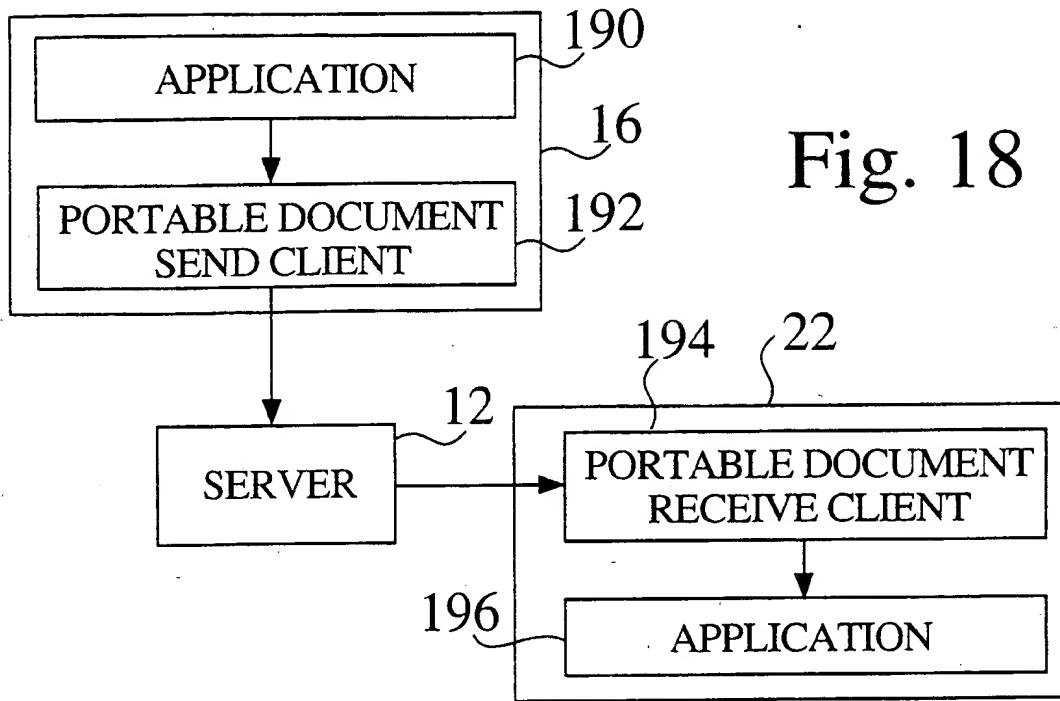 190
APPLICATION
16
Fig. 18
PORTABLE DOCUMENT
SEND CLIENT
192
194
22
12
SERVER
PORTABLE DOCUMENT
RECEIVE CLIENT
196
APPLICATION